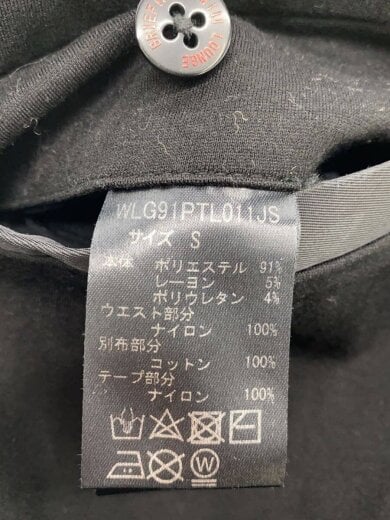 LOUNGE
WLG91PTL011JS
サイズ S
本体 ポリエステル 91%
レーヨン 5%
ポリウレタン 4%
ウエスト部分
ナイロン 100%
別布部分
コットン 100%
テープ部分
ナイロン 100%
W